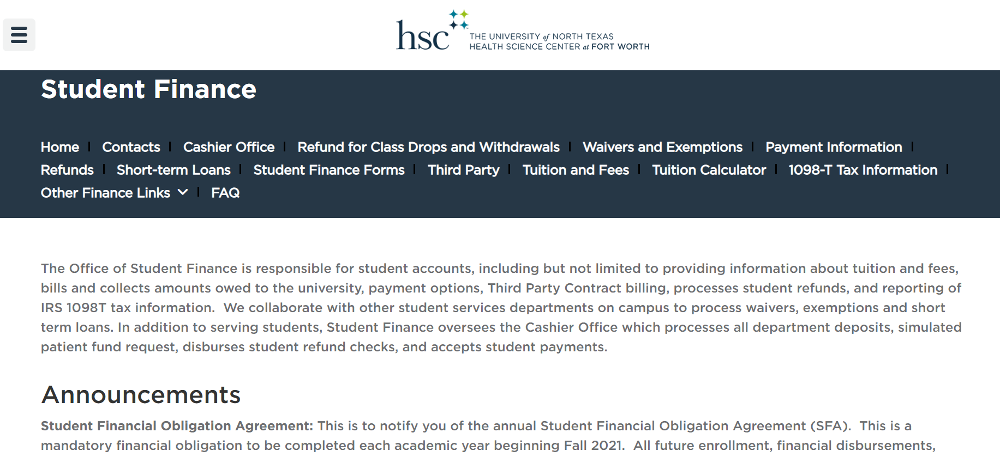 hsc THE UNIVERSITY of NORTH TEXAS
HEALTH SCIENCE CENTER at FORT WORTH
Student Finance
Home | Contacts | Cashier Office | Refund for Class Drops and Withdrawals | Waivers and Exemptions | Payment Information |
Refunds | Short-term Loans | Student Finance Forms | Third Party | Tuition and Fees | Tuition Calculator | 1098-T Tax Information |
Other Finance Links | FAQ
The Office of Student Finance is responsible for student accounts, including but not limited to providing information about tuition and fees,
bills and collects amounts owed to the university, payment options, Third Party Contract billing, processes student refunds, and reporting of
IRS 1098T tax information.  We collaborate with other student services departments on campus to process waivers, exemptions and short
term loans. In addition to serving students, Student Finance oversees the Cashier Office which processes all department deposits, simulated
patient fund request, disburses student refund checks, and accepts student payments.
Announcements
Student Financial Obligation Agreement: This is to notify you of the annual Student Financial Obligation Agreement (SFA).  This is a
mandatory financial obligation to be completed each academic year beginning Fall 2021.  All future enrollment, financial disbursements,